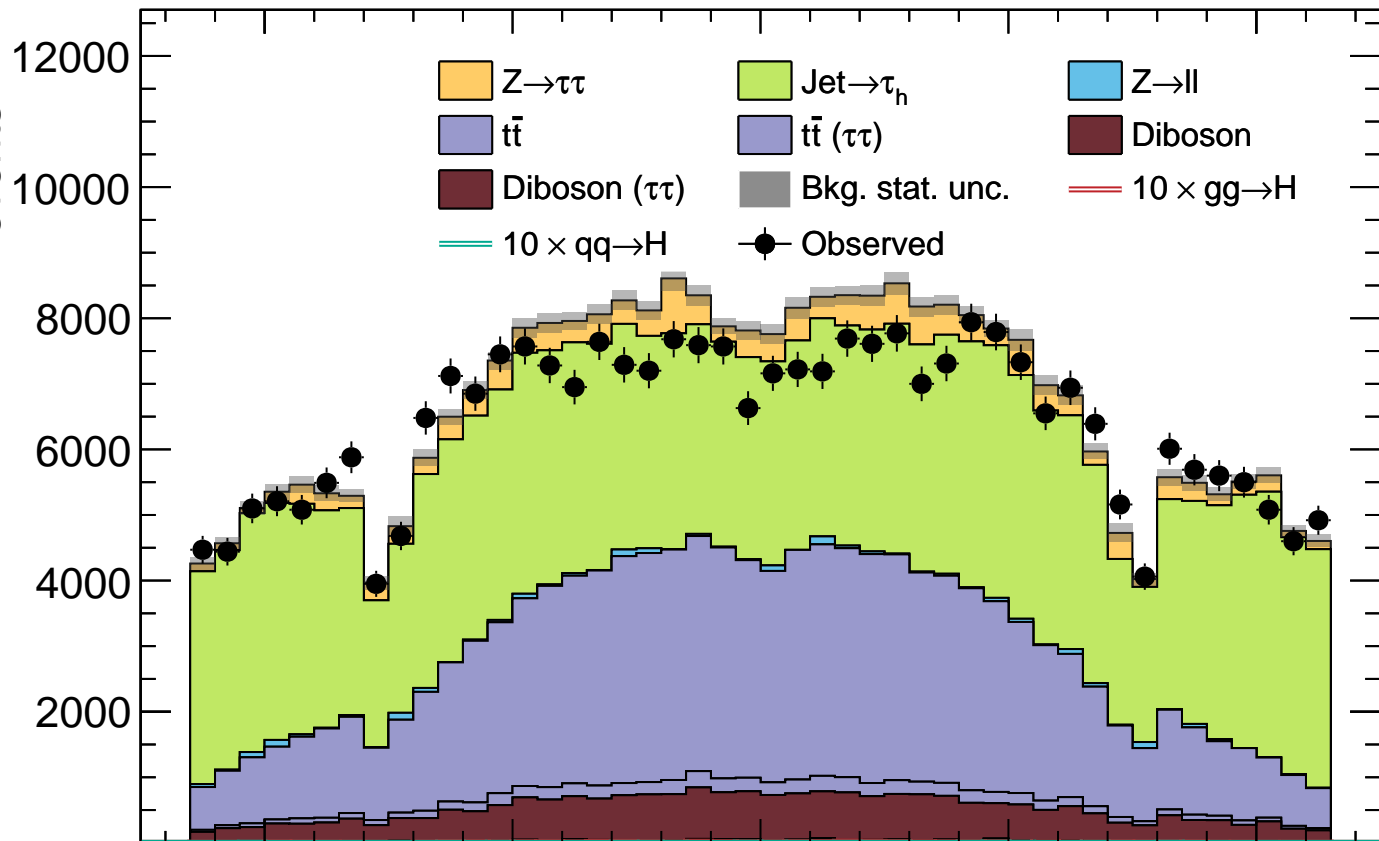 12000
Z→ττ Jet→τh Z→ll
tt̄ tt̄ (ττ) Diboson
10000
Diboson (ττ) Bkg. stat. unc. 10 × gg→H
10 × qq→H Observed
8000
6000
4000
2000